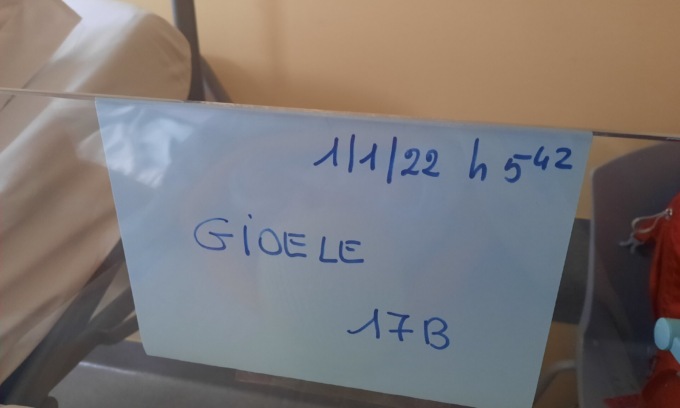 1/1/22 h 5⁴²
GiOELE
17B